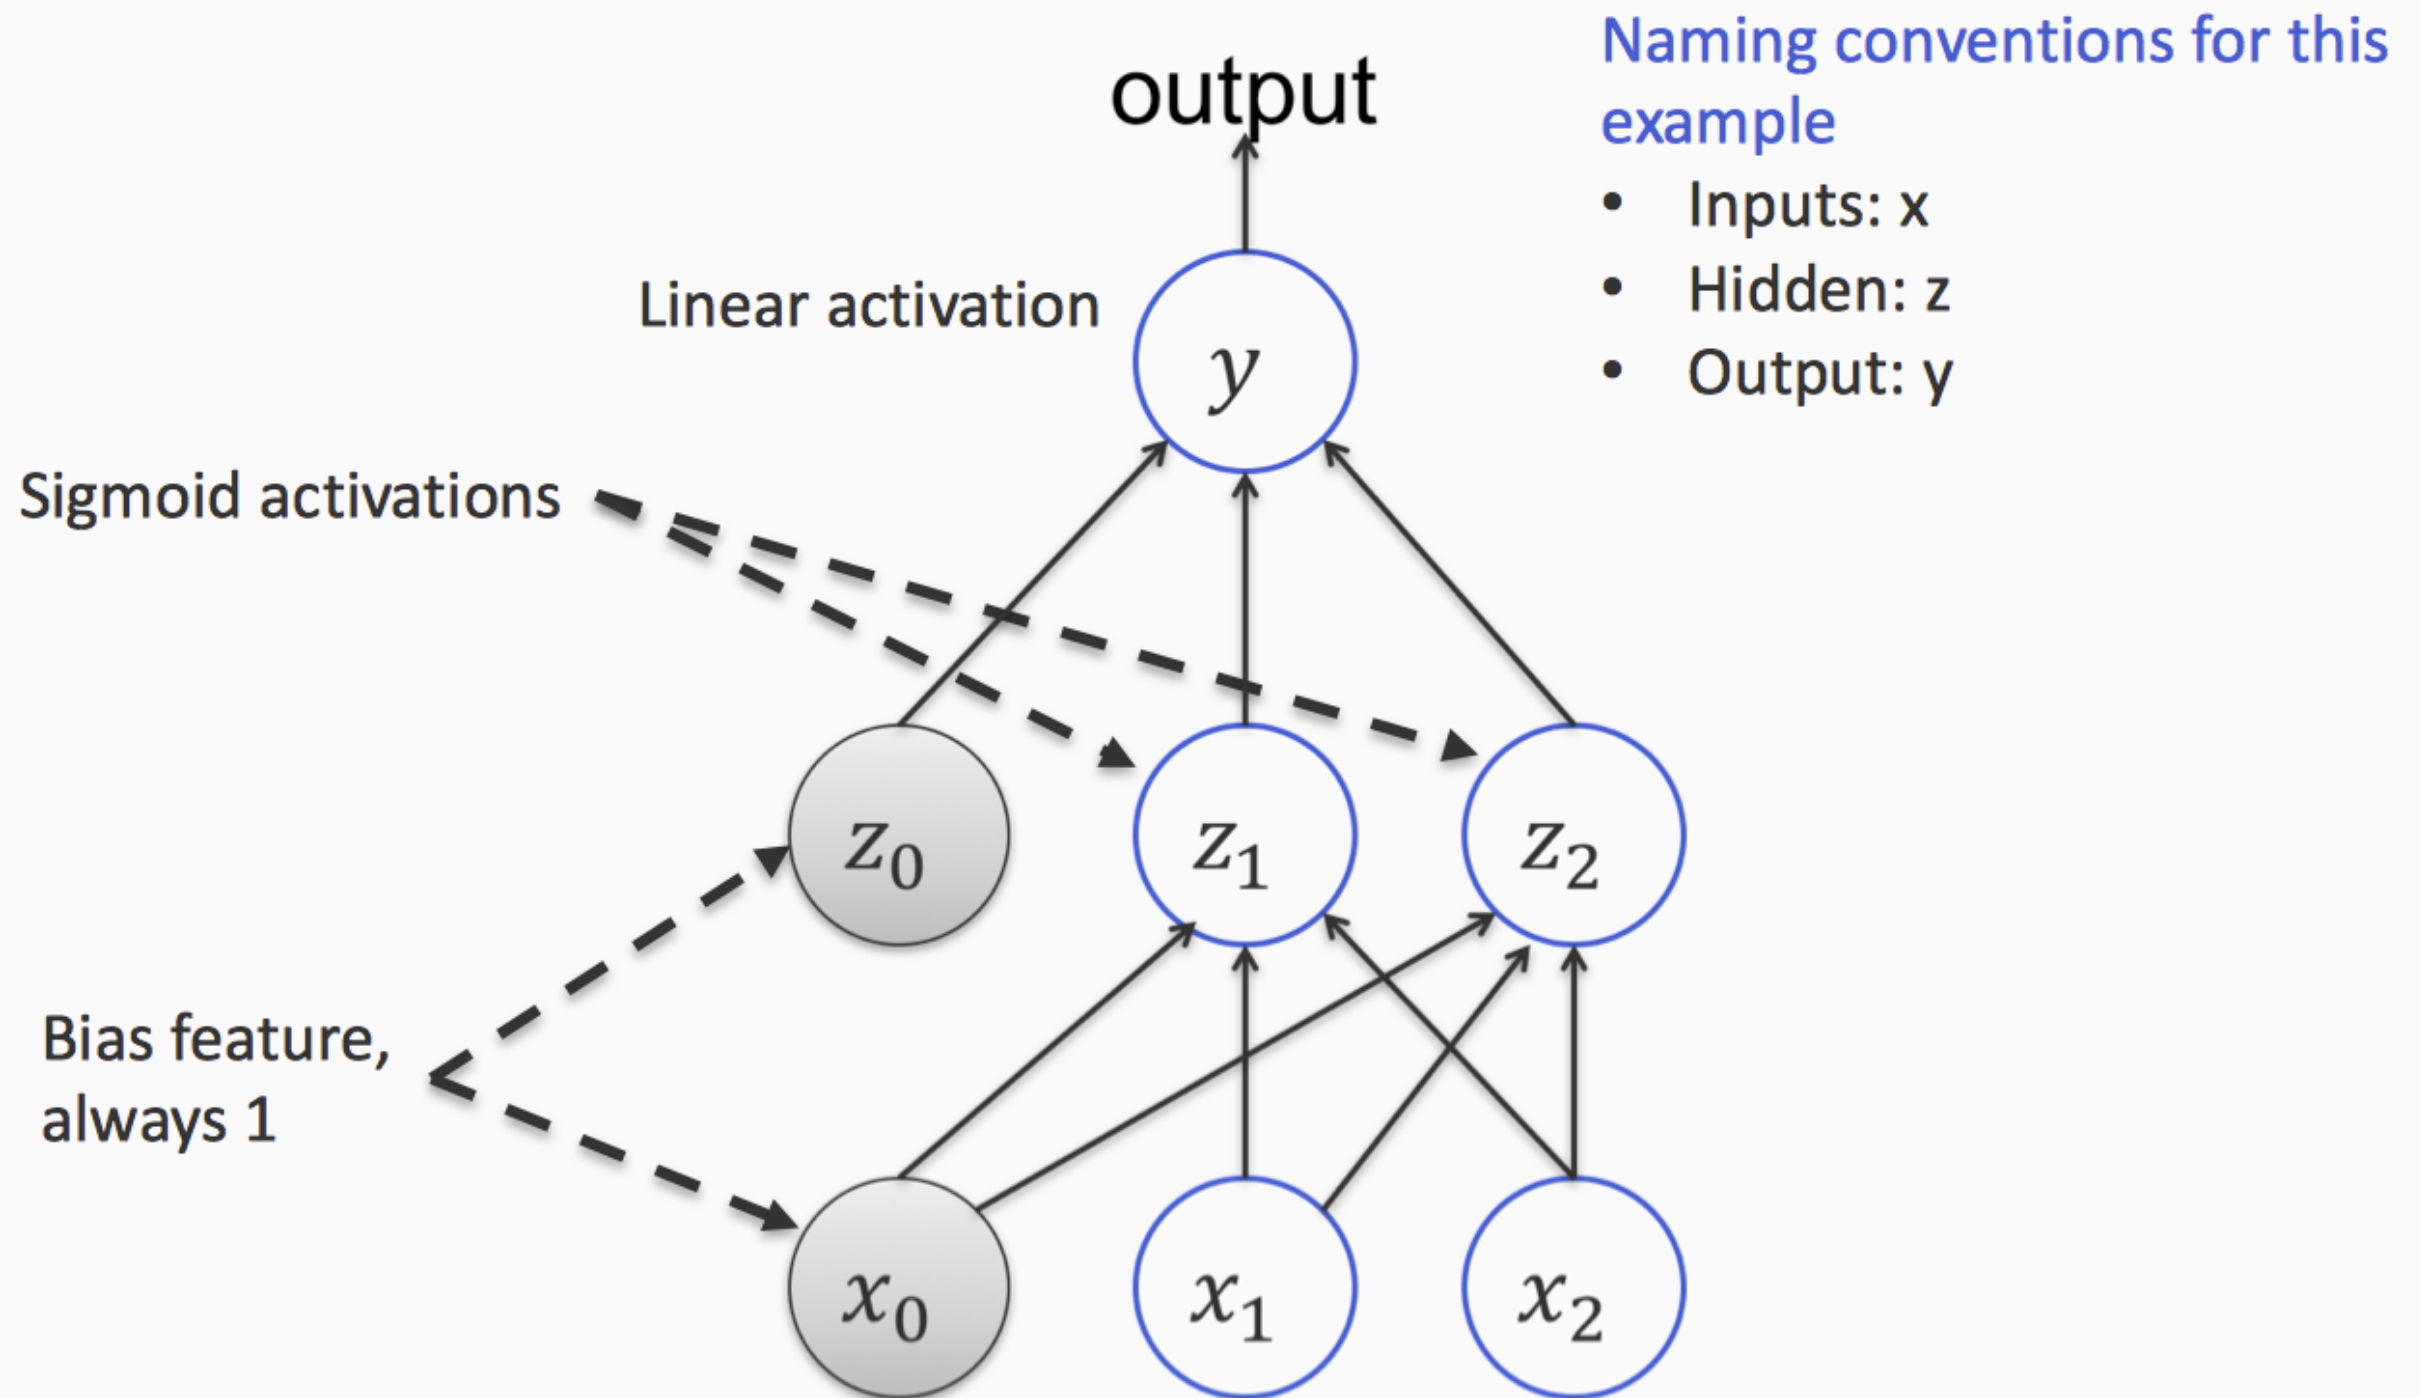 Naming conventions for this
example
• Inputs: x
• Hidden: z
• Output: y
output
Linear activation
y
Sigmoid activations
z₀
z₁
z₂
Bias feature,
always 1
x₀
x₁
x₂